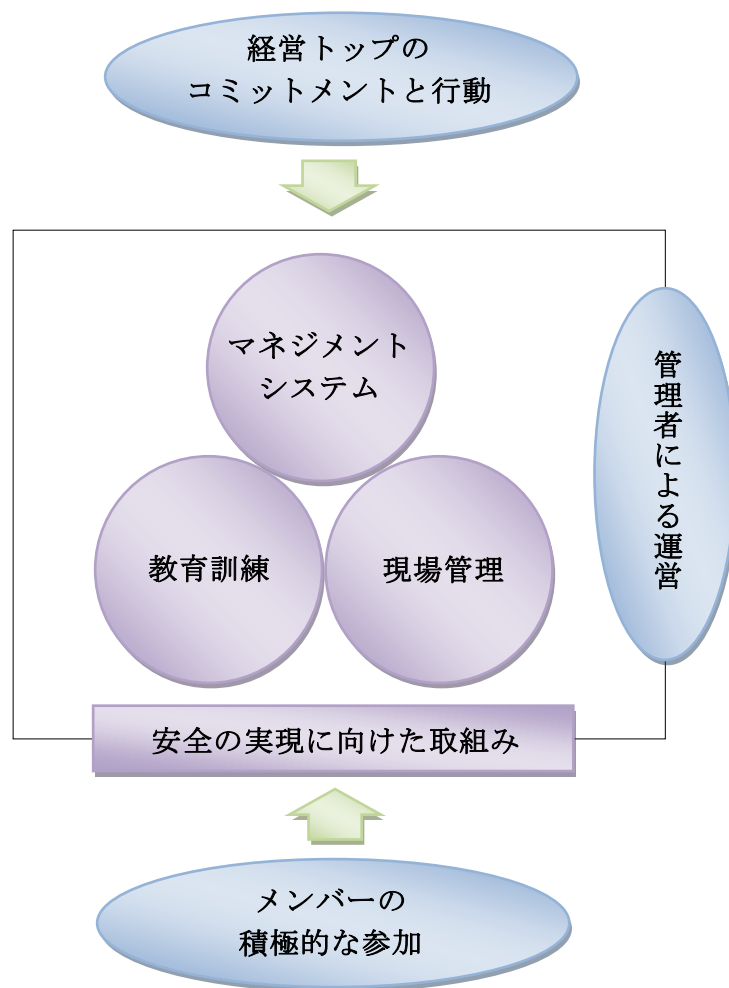 経営トップの
コミットメントと行動
マネジメント
システム
管理者による運営
教育訓練
現場管理
安全の実現に向けた取組み
メンバーの
積極的な参加